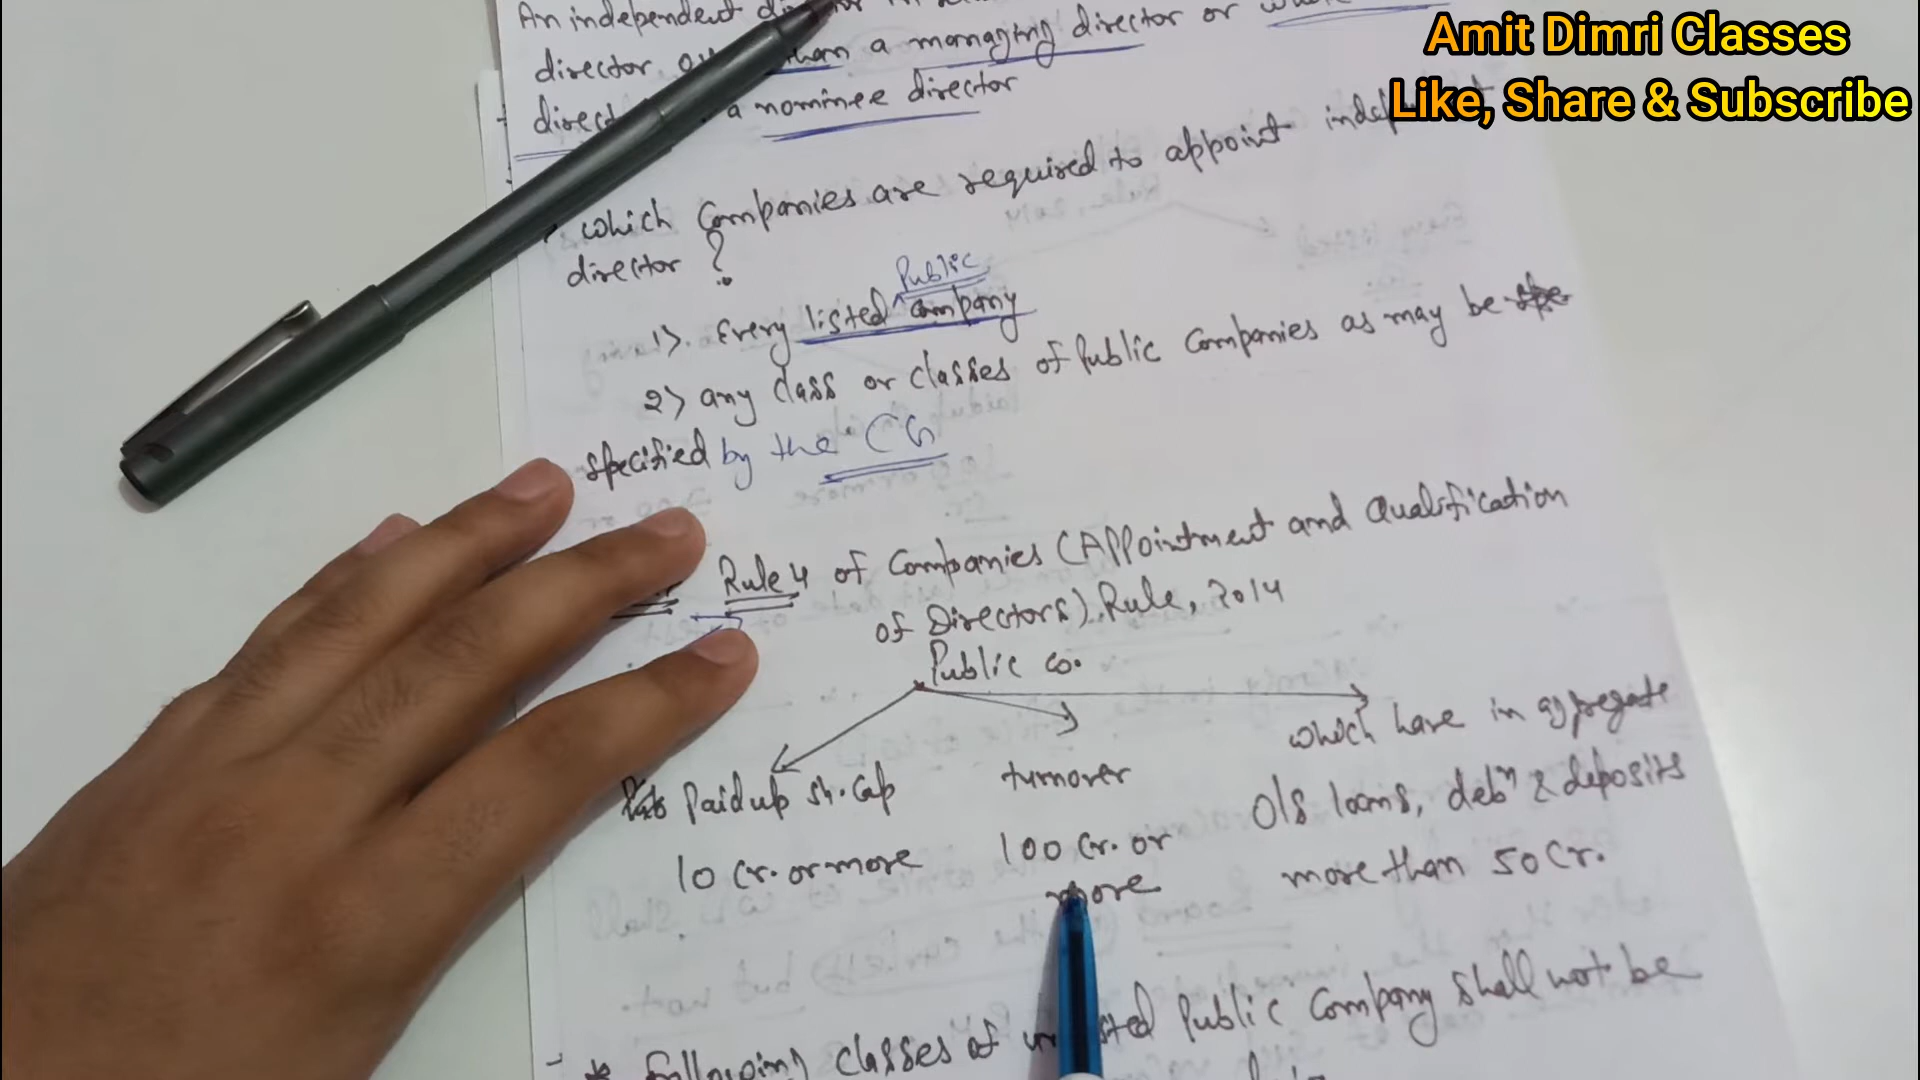 Amit Dimri Classes
Like, Share & Subscribe
An independent
director a managing director or
a nominee director
which Companies are required to appoint
director ?
Public
1). Every listed ^ company
2) any class or classes of Public Companies as may be
specified by the CG
Rule 4 of Companies (Appointment and Qualification
of Directors) Rule, 2014
Public co.
Paidup sh. Cap
10 Cr. or more
turnover
100 Cr. or
more
which have in aggregate
O/S loans, debⁿ & deposits
more than 50 Cr.
* Following classes of Public Company shall not be